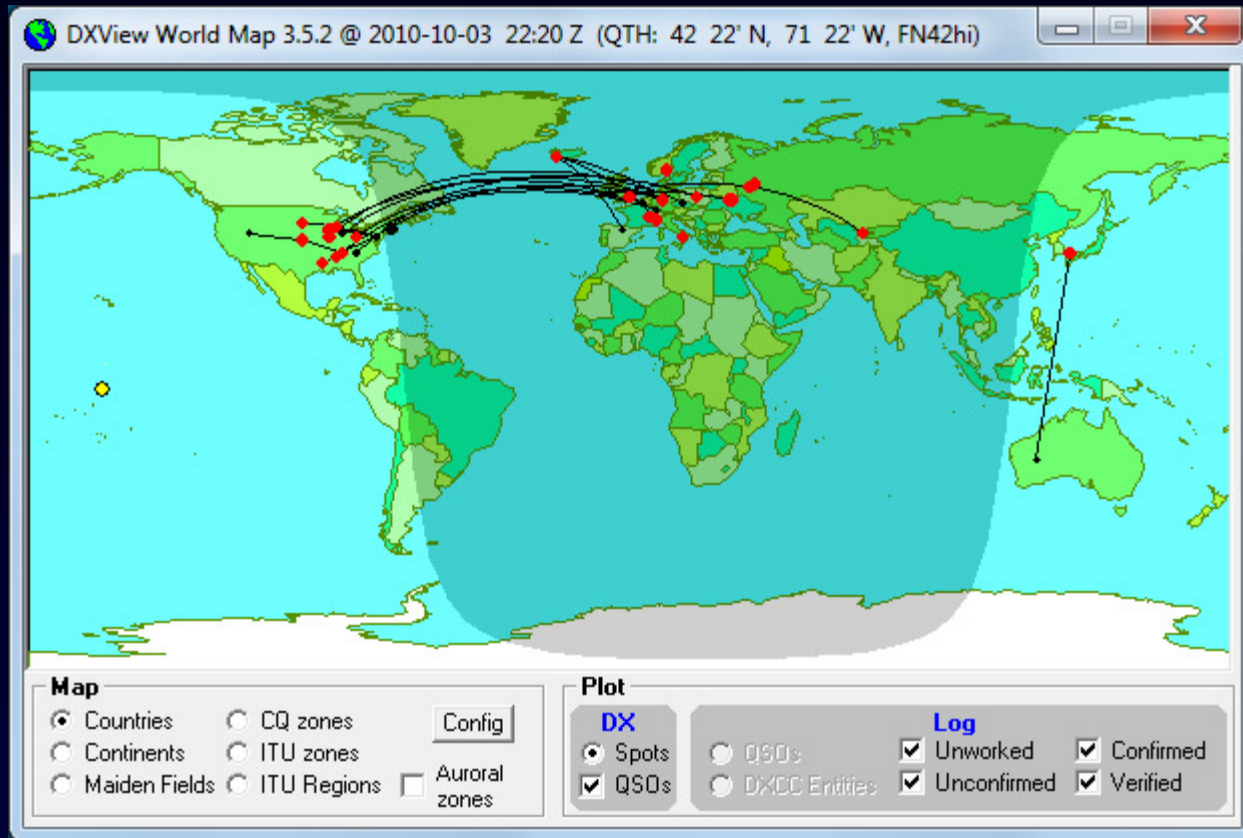 DXView World Map 3.5.2 @ 2010-10-03 22:20 Z (QTH: 42 22' N, 71 22' W, FN42hi)
Map
Countries
CQ zones
Config
Continents
ITU zones
Maiden Fields
ITU Regions
Auroral
zones
Plot
DX
Spots
QSOs
Log
QSOs
DXCC Entities
Unworked
Confirmed
Unconfirmed
Verified